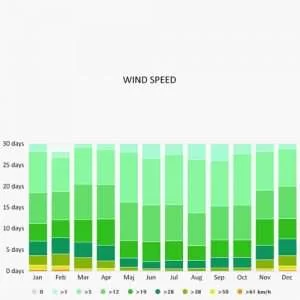 WIND SPEED
30 days
25 days
20 days
15 days
10 days
5 days
0 days
Jan Feb Mar Apr Maj Jun Jul Aug Sep Oct Nov Dec
0 >1 >5 >12 >19 >28 >38 >50 >61 km/h